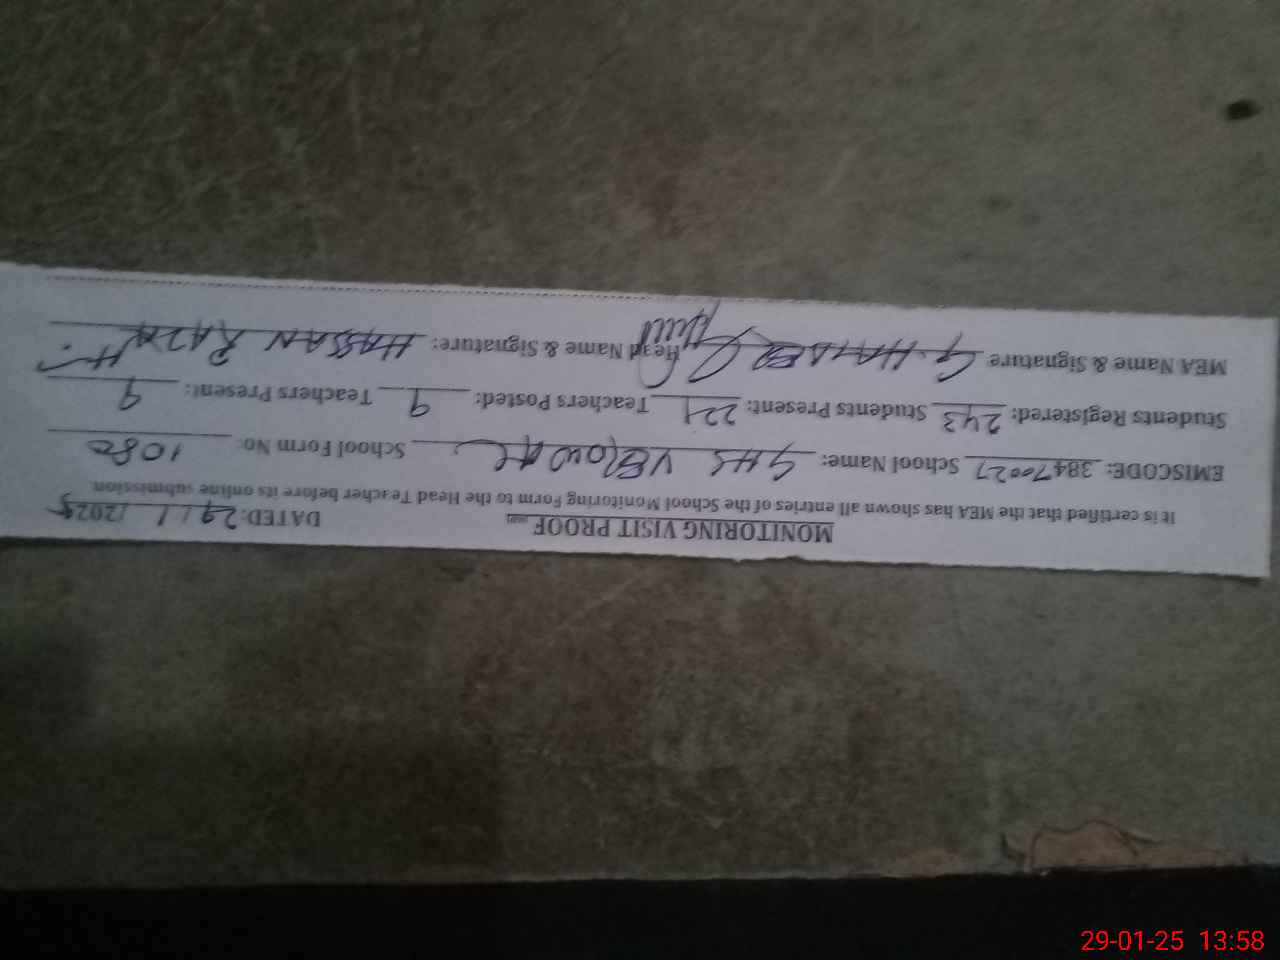 MONITORING VISIT PROOF DATED: 29/1/2025
It is certified that the MEA has shown all entries of the School Monitoring Form to the Head Teacher before its online submission
EMISCODE: 38470027 School Name: GHS School Form No: 1080
Students Registered: 243 Students Present: 221 Teachers Posted: 9 Teachers Present: 9
MEA Name & Signature G. HAIDER Head Name & Signature: HASSAN RAZA
29-01-25 13:58